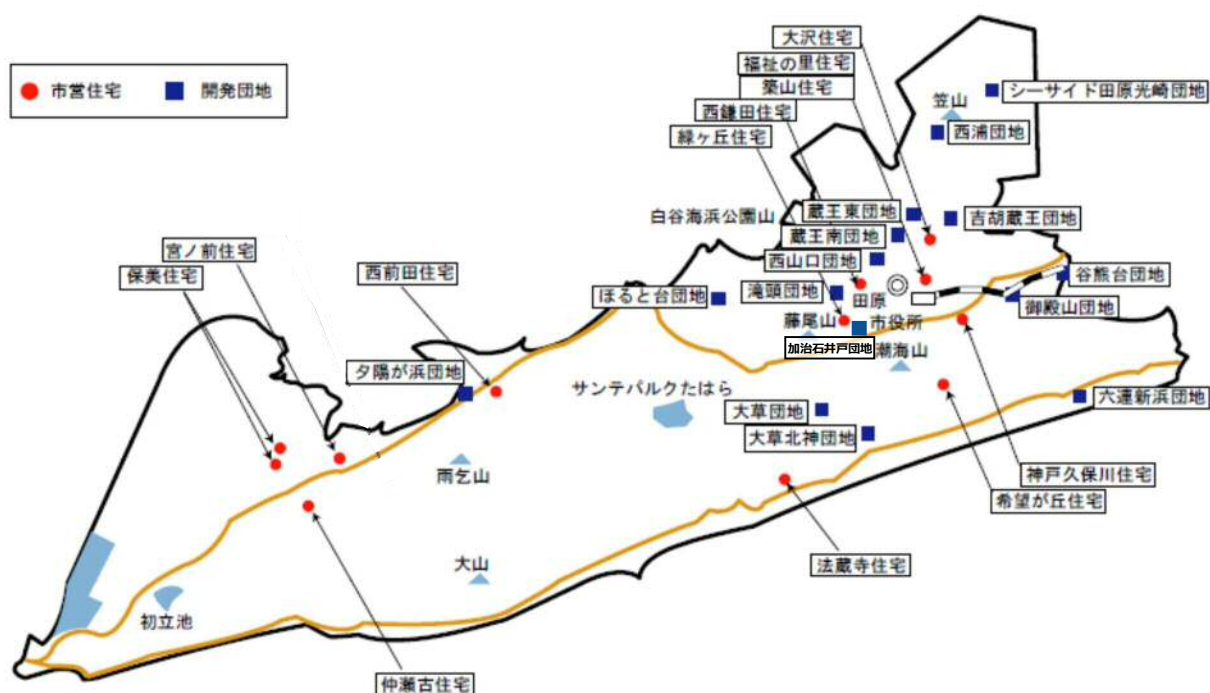 大沢住宅
福祉の里住宅
築山住宅
西鎌田住宅
緑ヶ丘住宅
市営住宅
開発団地
シーサイド田原光崎団地
笠山
西浦団地
白谷海浜公園山
蔵王東団地
吉胡蔵王団地
蔵王南団地
宮ノ前住宅
保美住宅
西前田住宅
西山口団地
谷熊台団地
ほると台団地
滝頭団地
田原
御殿山団地
藤尾山
市役所
加治石井戸団地
潮海山
夕陽が浜団地
サンテパルクたはら
大草団地
六連新浜団地
大草北神団地
雨乞山
神戸久保川住宅
希望が丘住宅
大山
法蔵寺住宅
初立池
仲瀬古住宅